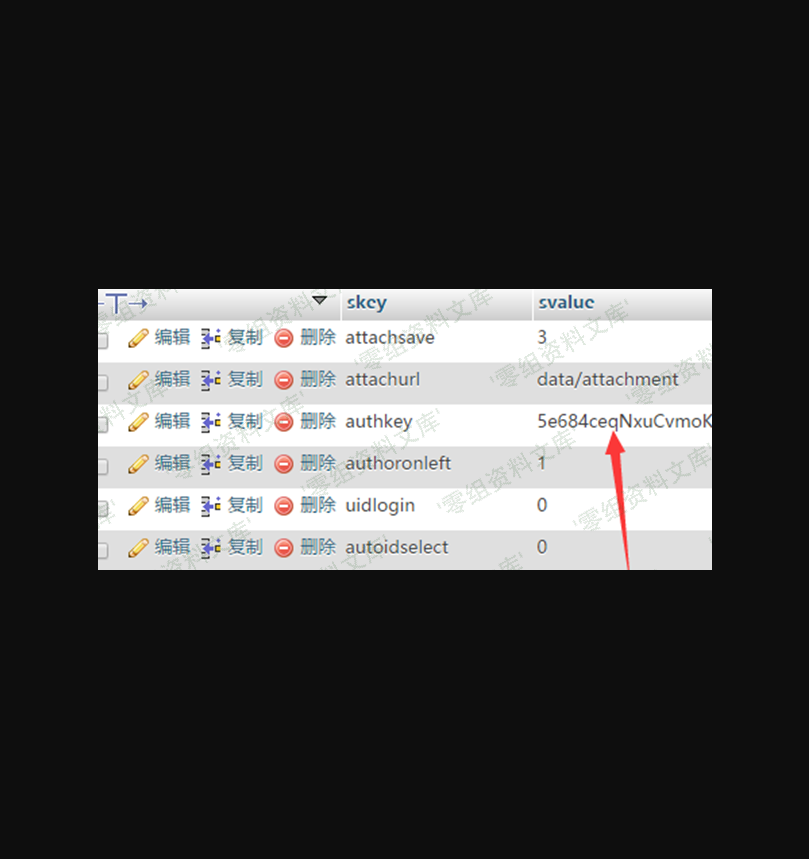 skey svalue
编辑 复制 删除 attachsave 3
编辑 复制 删除 attachurl data/attachment
编辑 复制 删除 authkey 5e684ceqNxuCvmoK
编辑 复制 删除 authoronleft 1
编辑 复制 删除 uidlogin 0
编辑 复制 删除 autoidselect 0
'零组资料文库'